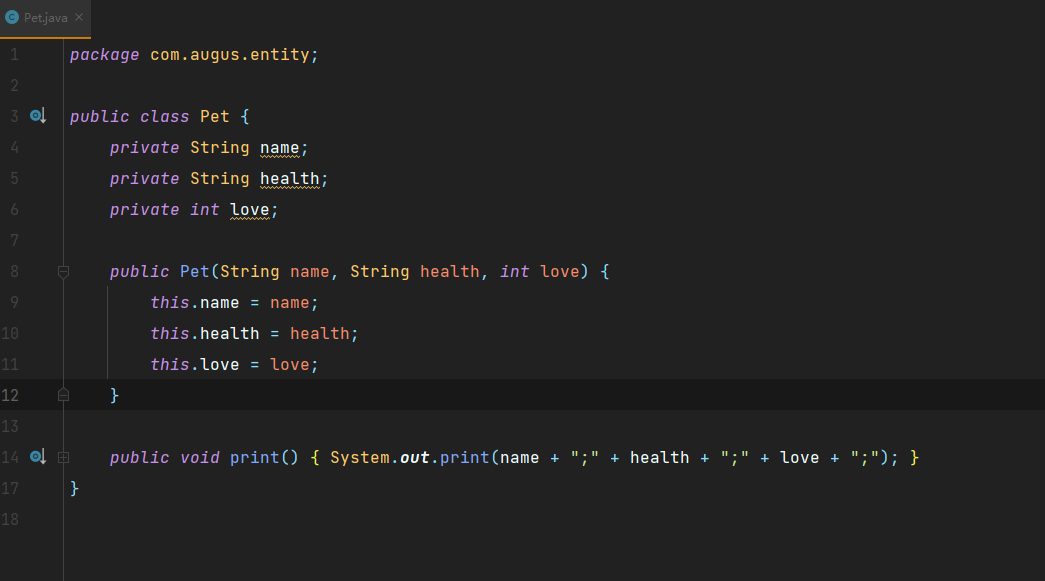 Pet.java
1 package com.augus.entity;
2
3 public class Pet {
4 private String name;
5 private String health;
6 private int love;
7
8 public Pet(String name, String health, int love) {
9 this.name = name;
10 this.health = health;
11 this.love = love;
12 }
13
14 public void print() { System.out.print(name + ";" + health + ";" + love + ";"); }
17 }
18